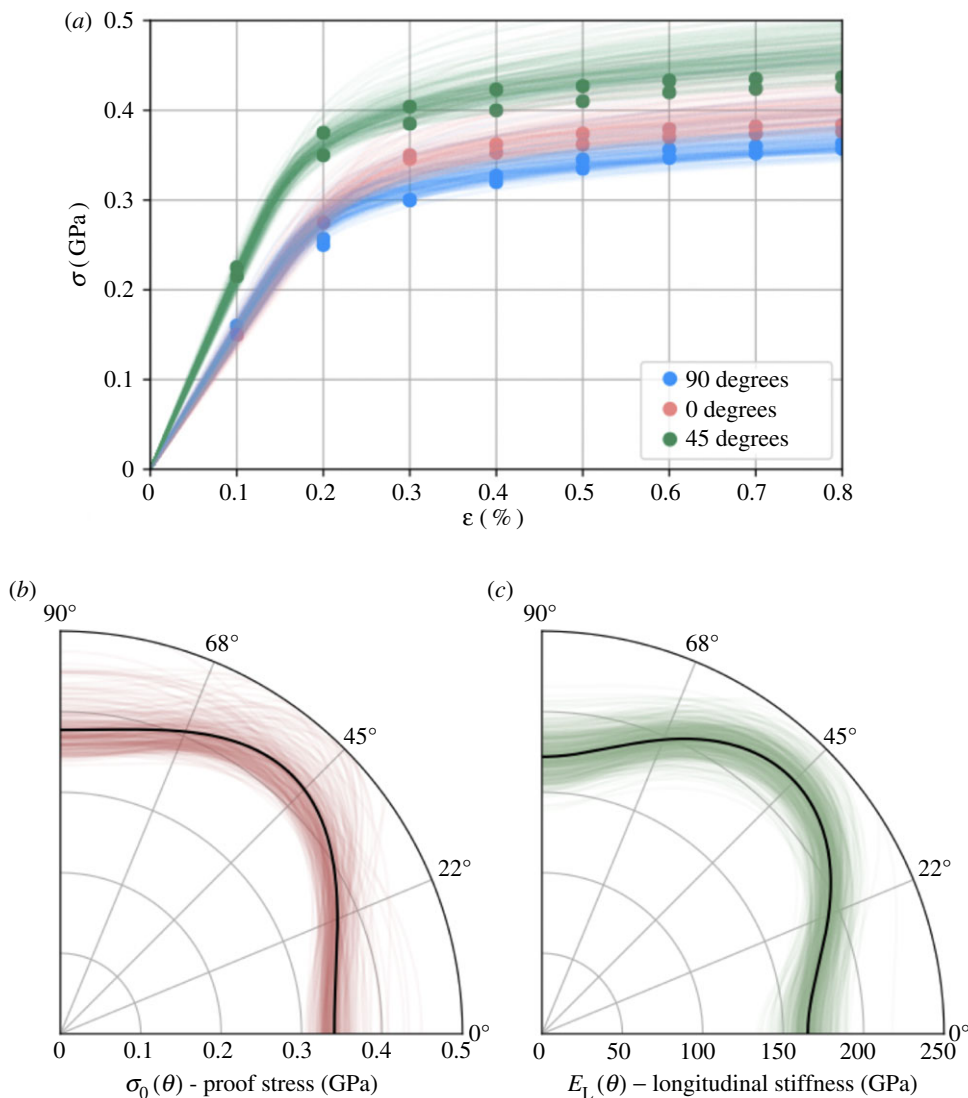 (a)
0.5
0.4
0.3
0.2
0.1
0
σ ( GPa)
90 degrees
0 degrees
45 degrees
0 0.1 0.2 0.3 0.4 0.5 0.6 0.7 0.8
ε ( % )
(b)
90°
68°
45°
22°
0°
0 0.1 0.2 0.3 0.4 0.5
σ0 (θ) - proof stress (GPa)
(c)
90°
68°
45°
22°
0°
0 50 100 150 200 250
EL (θ) – longitudinal stiffness (GPa)